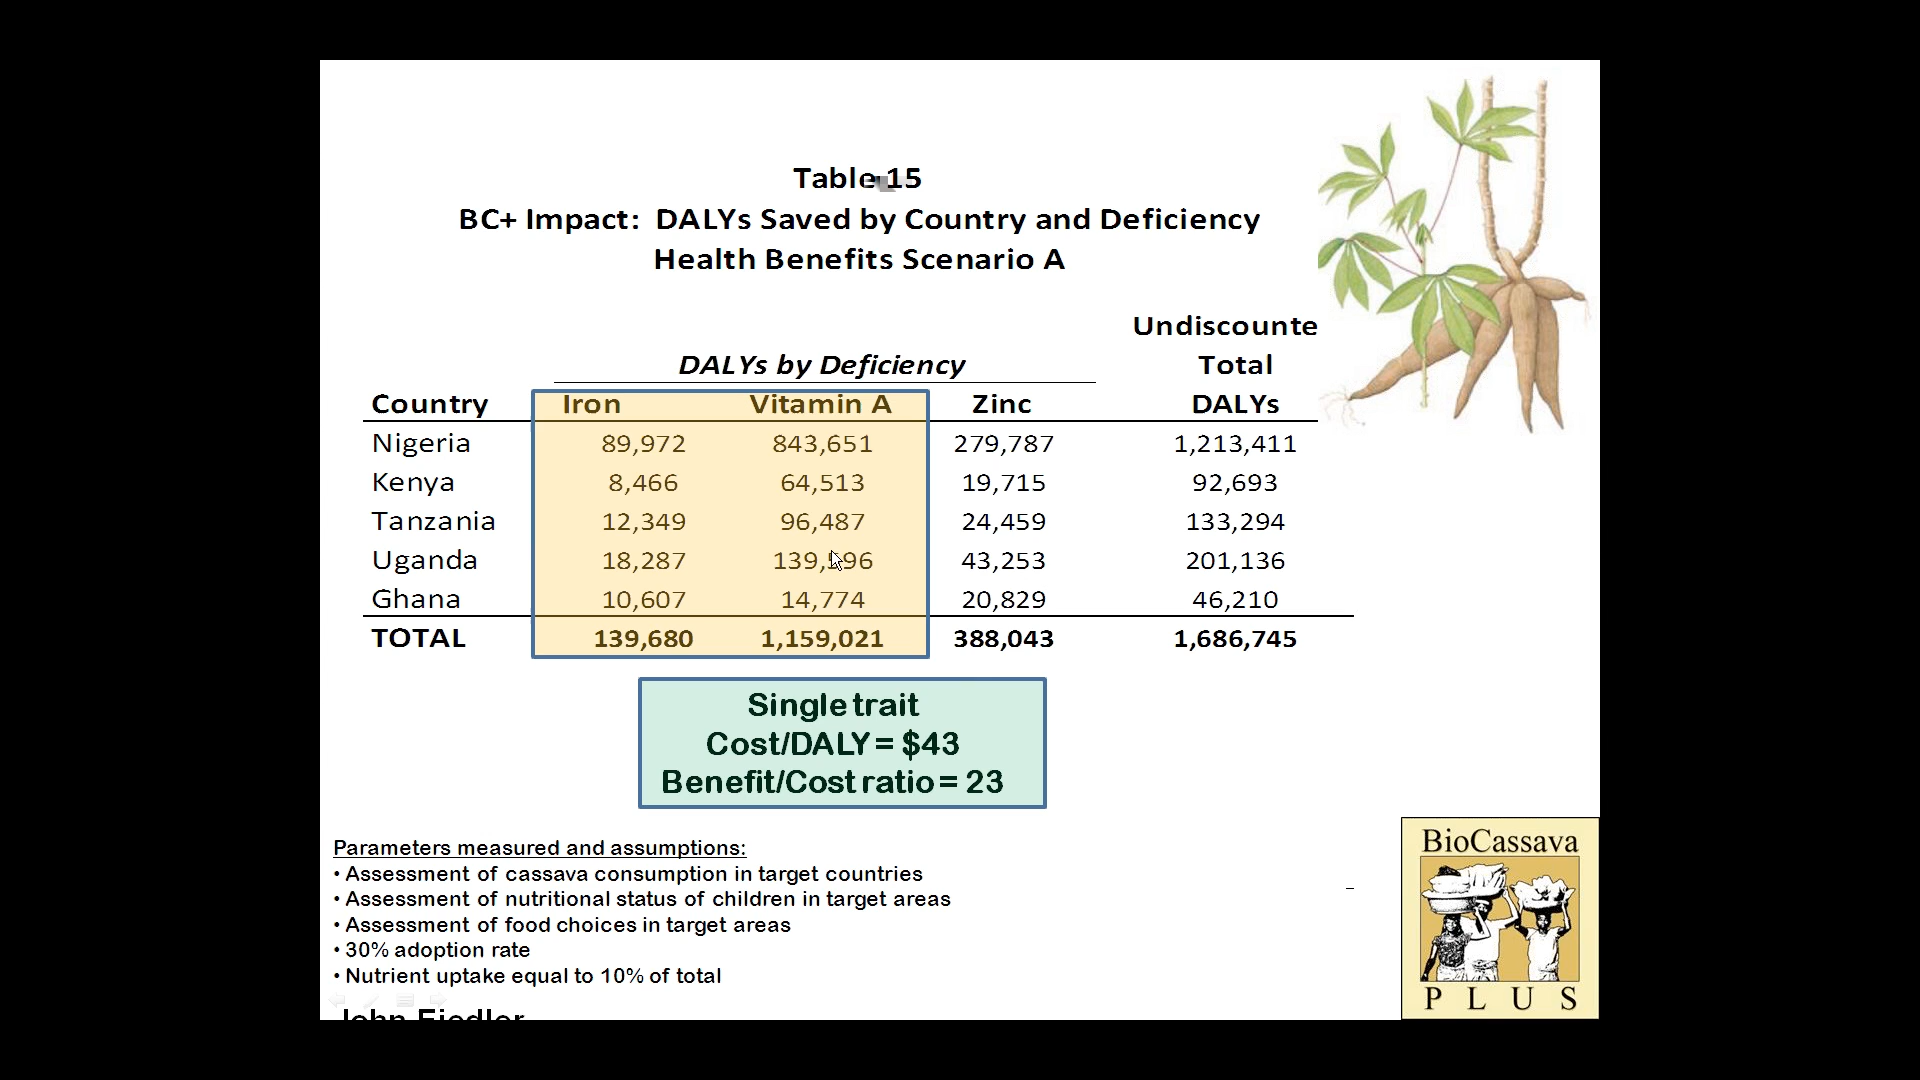 Table 15
BC+ Impact: DALYs Saved by Country and Deficiency
Health Benefits Scenario A
Undiscounte
DALYs by Deficiency Total
Country Iron Vitamin A Zinc DALYs
Nigeria 89,972 843,651 279,787 1,213,411
Kenya 8,466 64,513 19,715 92,693
Tanzania 12,349 96,487 24,459 133,294
Uganda 18,287 139,596 43,253 201,136
Ghana 10,607 14,774 20,829 46,210
TOTAL 139,680 1,159,021 388,043 1,686,745
Single trait
Cost/DALY = $43
Benefit/Cost ratio = 23
Parameters measured and assumptions:
• Assessment of cassava consumption in target countries
• Assessment of nutritional status of children in target areas
• Assessment of food choices in target areas
• 30% adoption rate
• Nutrient uptake equal to 10% of total
John Fiedler
BioCassava
PLUS